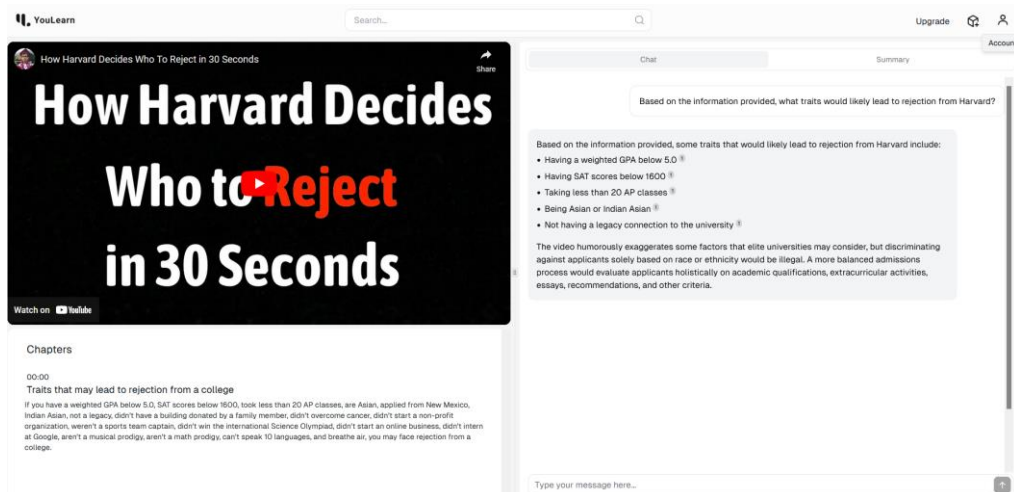 YouLearn
Search...
Upgrade
Accoun
How Harvard Decides Who To Reject in 30 Seconds
Share
How Harvard Decides
Who to Reject
in 30 Seconds
Watch on YouTube
Chapters
00:00
Traits that may lead to rejection from a college
If you have a weighted GPA below 5.0, SAT scores below 1600, took less than 20 AP classes, are Asian, applied from New Mexico,
Indian Asian, not a legacy, didn't have a building donated by a family member, didn't overcome cancer, didn't start a non-profit
organization, weren't a sports team captain, didn't win the international Science Olympiad, didn't start an online business, didn't intern
at Google, aren't a musical prodigy, aren't a math prodigy, can't speak 10 languages, and breathe air, you may face rejection from a
college.
Chat
Summary
Based on the information provided, what traits would likely lead to rejection from Harvard?
Based on the information provided, some traits that would likely lead to rejection from Harvard include:
• Having a weighted GPA below 5.0
• Having SAT scores below 1600
• Taking less than 20 AP classes
• Being Asian or Indian Asian
• Not having a legacy connection to the university
The video humorously exaggerates some factors that elite universities may consider, but discriminating
against applicants solely based on race or ethnicity would be illegal. A more balanced admissions
process would evaluate applicants holistically on academic qualifications, extracurricular activities,
essays, recommendations, and other criteria.
Type your message here...